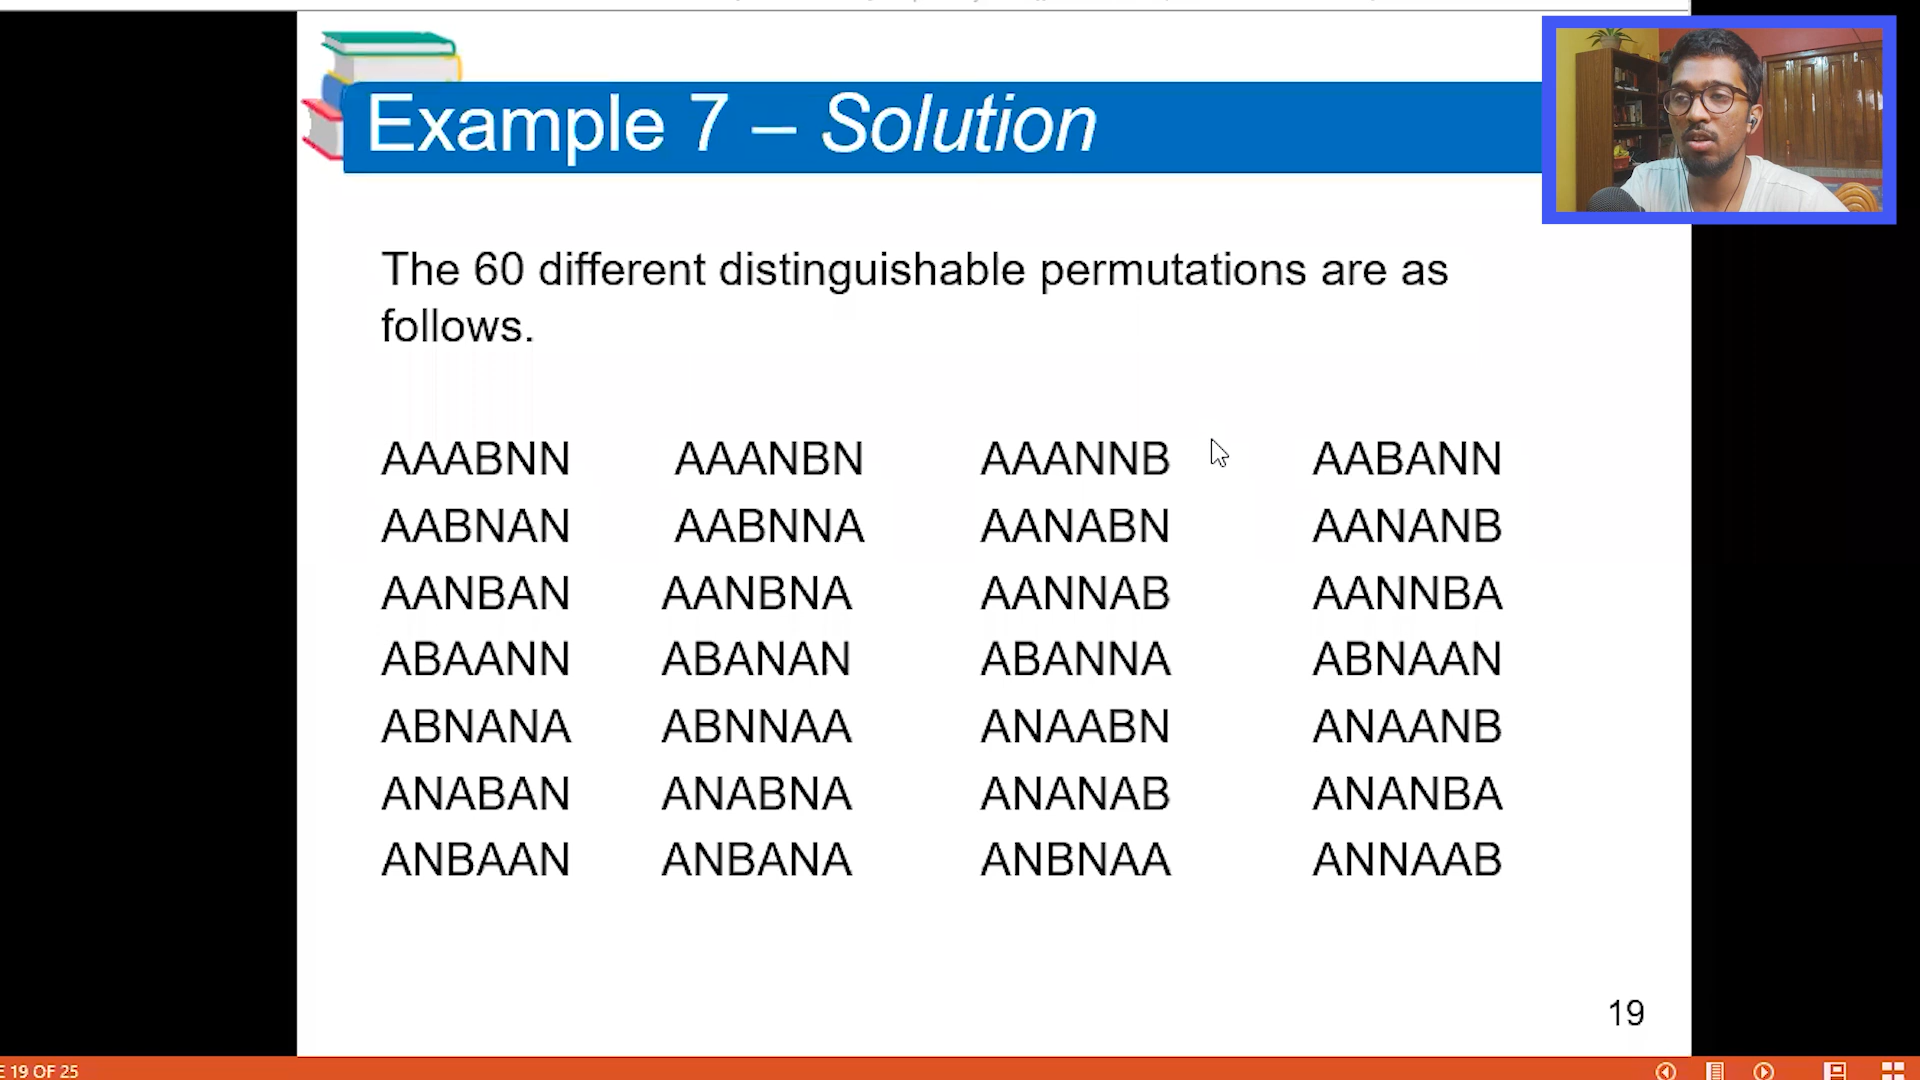 Example 7 – Solution
The 60 different distinguishable permutations are as
follows.
AAABNN AAANBN AAANNB AABANN
AABNAN AABNNA AANABN AANANB
AANBAN AANBNA AANNAB AANNBA
ABAANN ABANAN ABANNA ABNAAN
ABNANA ABNNAA ANAABN ANAANB
ANABAN ANABNA ANANAB ANANBA
ANBAAN ANBANA ANBNAA ANNAAB
19
E 19 OF 25